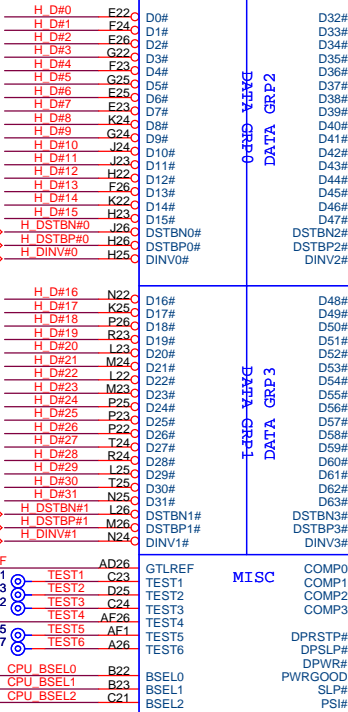 H_D#0 E22 D0# D32#
H_D#1 F24 D1# D33#
H_D#2 E26 D2# D34#
H_D#3 G22 D3# D35#
H_D#4 F23 D4# D36#
H_D#5 G25 D5# D37#
H_D#6 E25 D6# D38#
H_D#7 E23 D7# D39#
H_D#8 K24 D8# D40#
H_D#9 G24 D9# D41#
H_D#10 J24 D10# D42#
H_D#11 J23 D11# D43#
H_D#12 H22 D12# D44#
H_D#13 F26 D13# D45#
H_D#14 K22 D14# D46#
H_D#15 H23 D15# D47#
H_DSTBN#0 J26 DSTBN0# DSTBN2#
H_DSTBP#0 H26 DSTBP0# DSTBP2#
H_DINV#0 H25 DINV0# DINV2#
DATA GRP0
DATA GRP2
H_D#16 N22 D16# D48#
H_D#17 K25 D17# D49#
H_D#18 P26 D18# D50#
H_D#19 R23 D19# D51#
H_D#20 L23 D20# D52#
H_D#21 M24 D21# D53#
H_D#22 L22 D22# D54#
H_D#23 M23 D23# D55#
H_D#24 P25 D24# D56#
H_D#25 P23 D25# D57#
H_D#26 P22 D26# D58#
H_D#27 T24 D27# D59#
H_D#28 R24 D28# D60#
H_D#29 L25 D29# D61#
H_D#30 T25 D30# D62#
H_D#31 N25 D31# D63#
H_DSTBN#1 L26 DSTBN1# DSTBN3#
H_DSTBP#1 M26 DSTBP1# DSTBP3#
H_DINV#1 N24 DINV1# DINV3#
DATA GRP1
DATA GRP3
F AD26 GTLREF MISC COMP0
1 TEST1 C23 TEST1 COMP1
3 TEST2 D25 TEST2 COMP2
2 TEST3 C24 TEST3 COMP3
TEST4 AF26 TEST4
5 TEST5 AF1 TEST5 DPRSTP#
7 TEST6 A26 TEST6 DPSLP#
DPWR#
CPU_BSEL0 B22 BSEL0 PWRGOOD
CPU_BSEL1 B23 BSEL1 SLP#
CPU_BSEL2 C21 BSEL2 PSI#